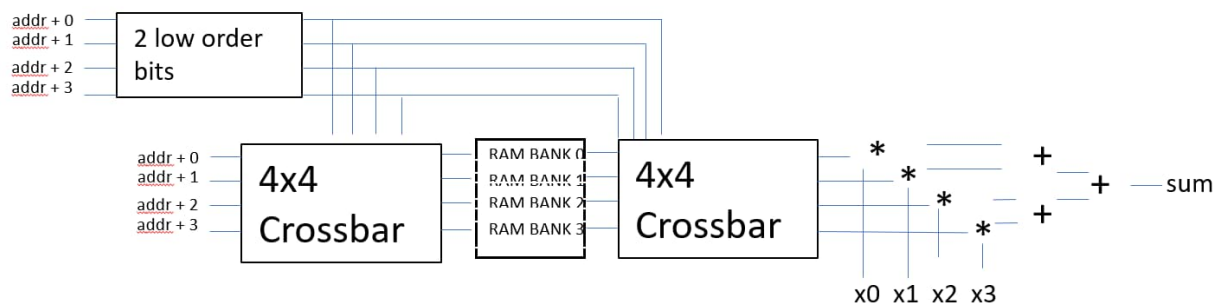 addr + 0
addr + 1
addr + 2
addr + 3
2 low order
bits
addr + 0
addr + 1
addr + 2
addr + 3
4x4
Crossbar
RAM BANK 0
RAM BANK 1
RAM BANK 2
RAM BANK 3
4x4
Crossbar
*
*
*
*
+
+
+
sum
x0 x1 x2 x3